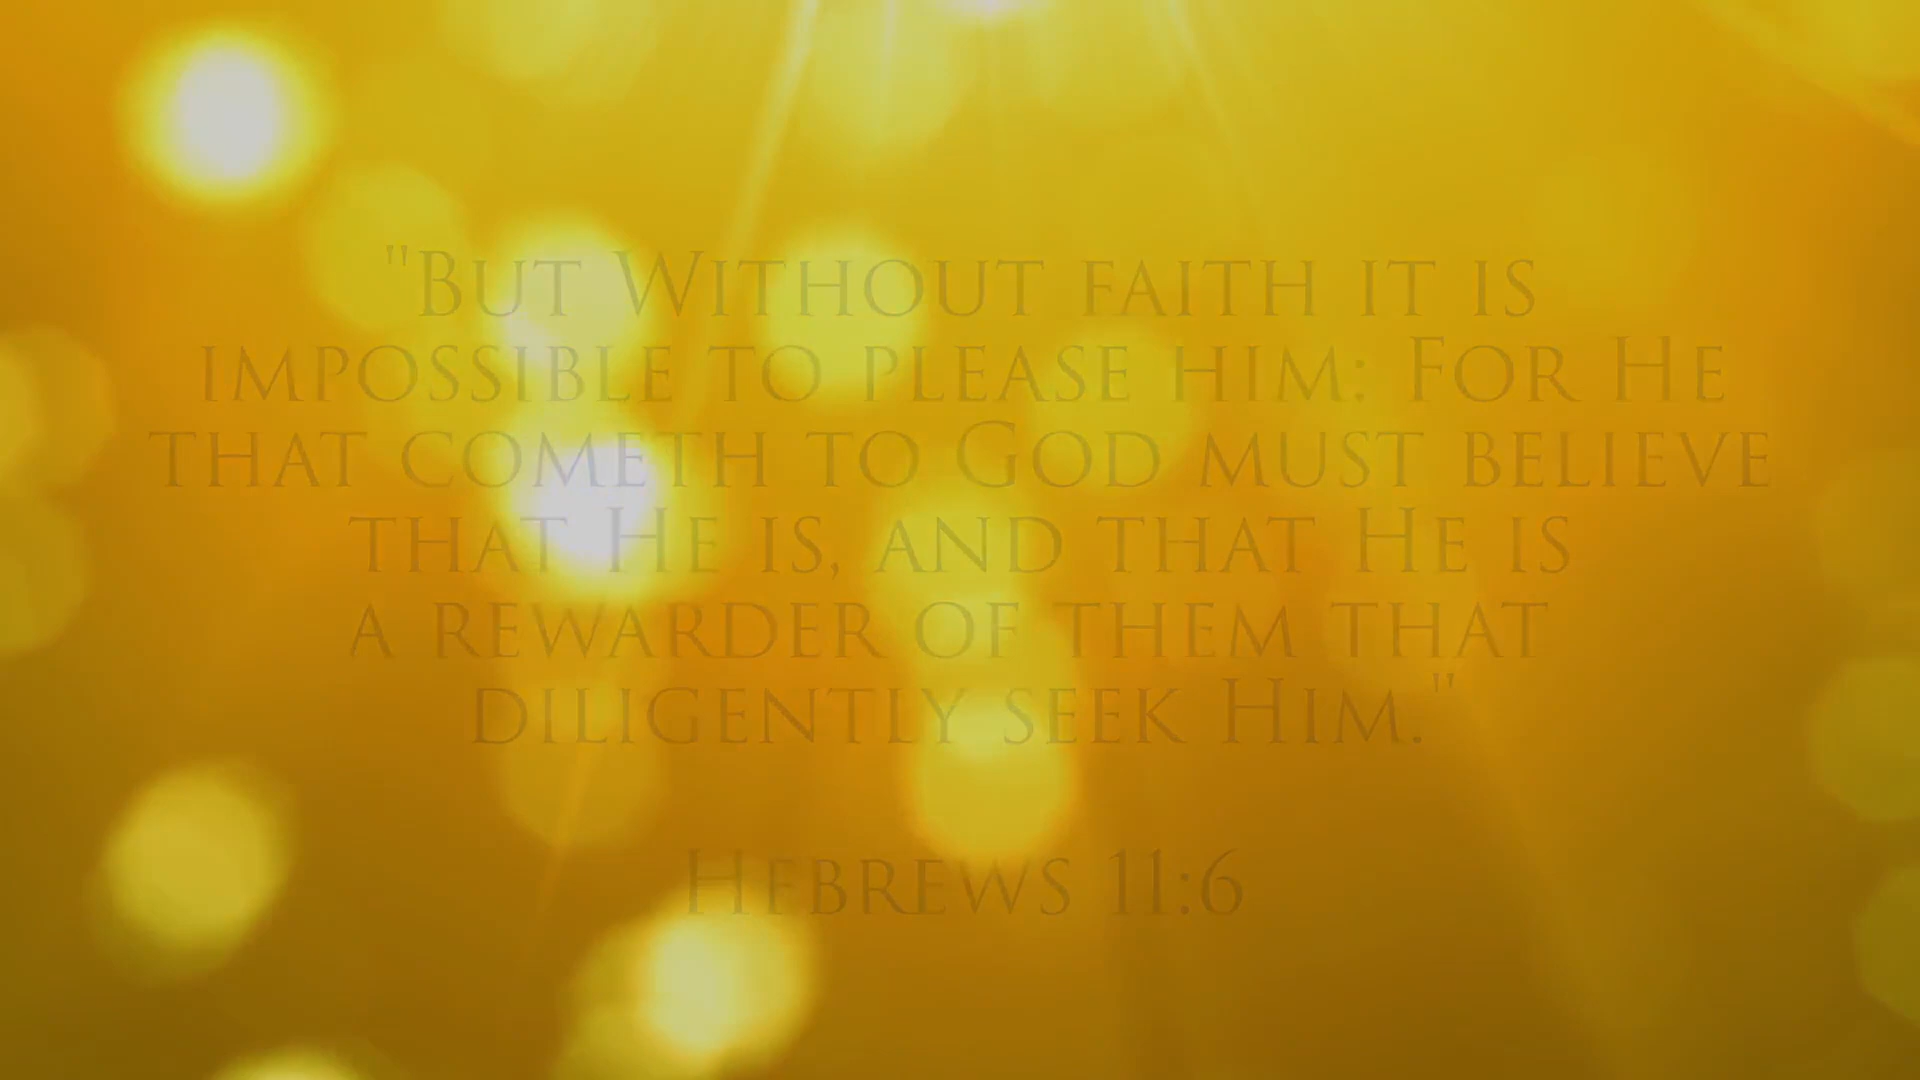 "But Without faith it is
impossible to please him: For He
that cometh to God must believe
that He is, and that He is
a rewarder of them that
diligently seek Him."
Hebrews 11:6